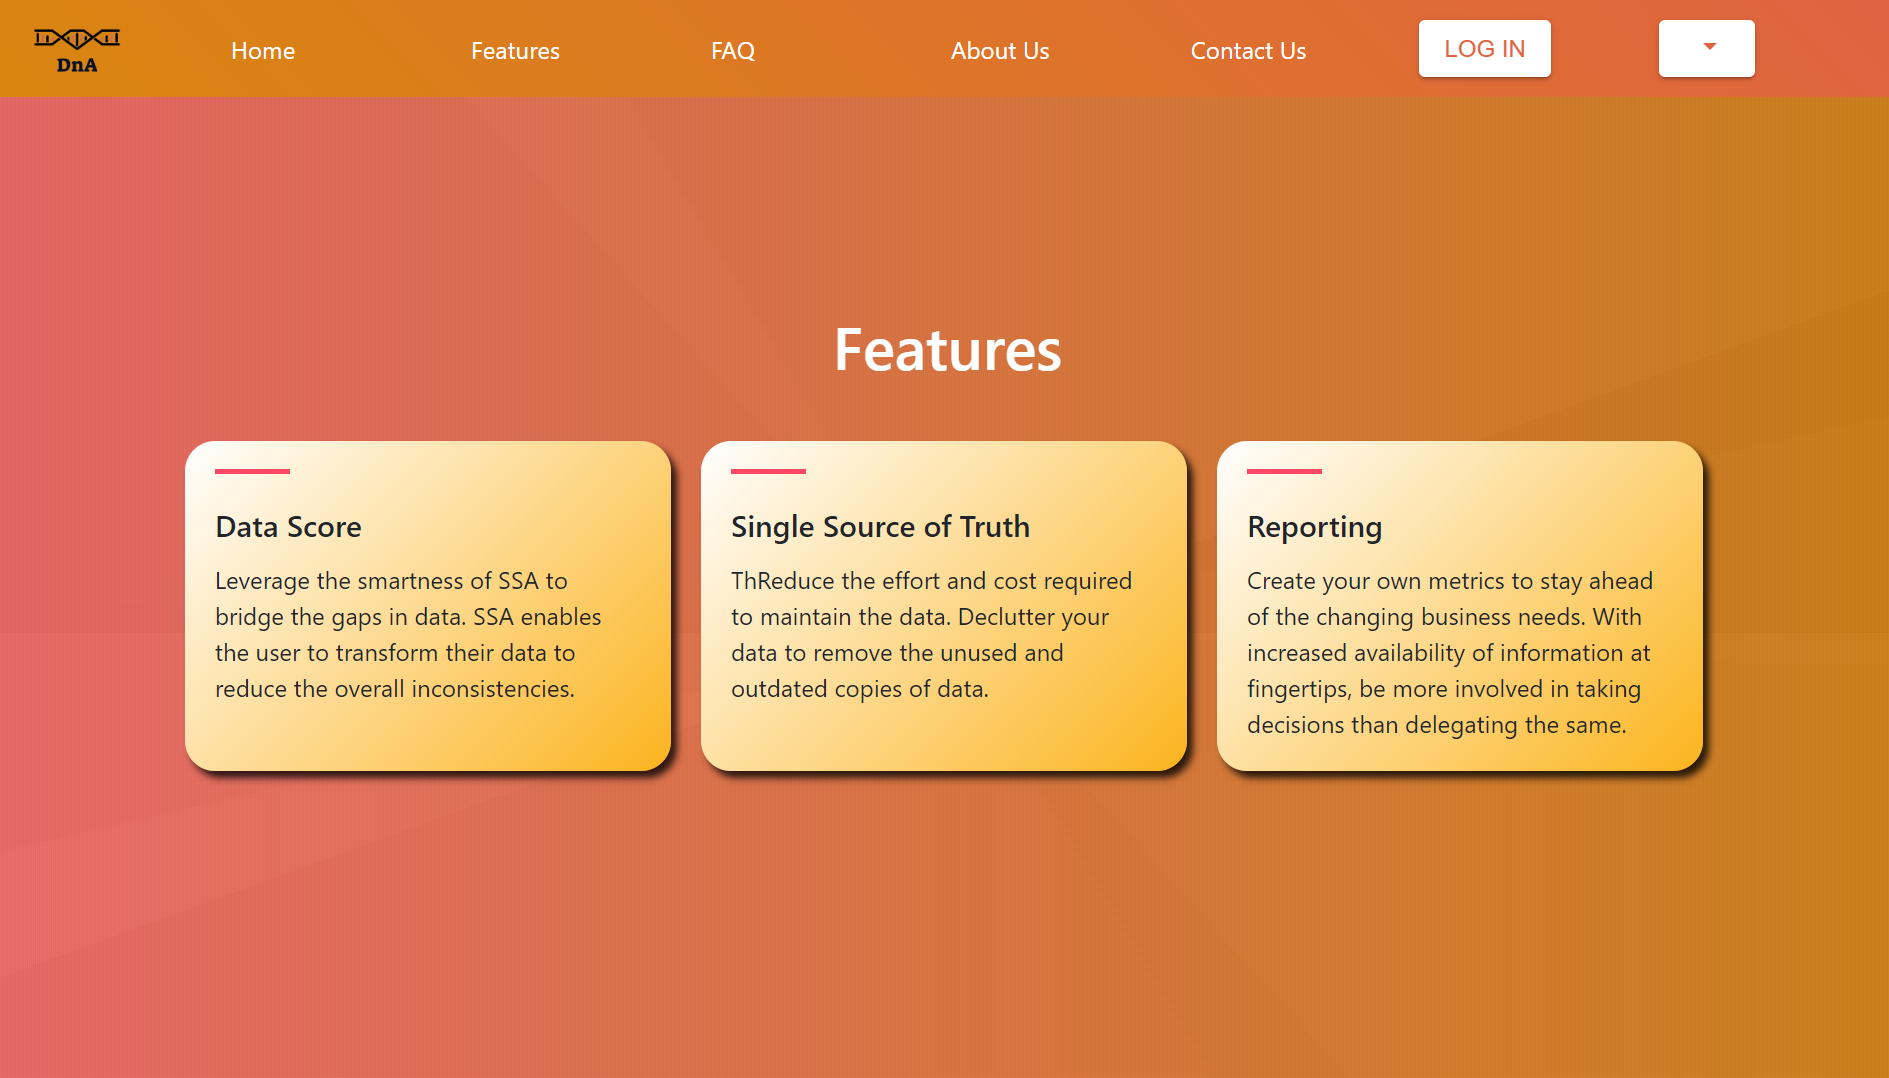 DnA
Home
Features
FAQ
About Us
Contact Us
LOG IN
Features
Data Score
Leverage the smartness of SSA to
bridge the gaps in data. SSA enables
the user to transform their data to
reduce the overall inconsistencies.
Single Source of Truth
ThReduce the effort and cost required
to maintain the data. Declutter your
data to remove the unused and
outdated copies of data.
Reporting
Create your own metrics to stay ahead
of the changing business needs. With
increased availability of information at
fingertips, be more involved in taking
decisions than delegating the same.